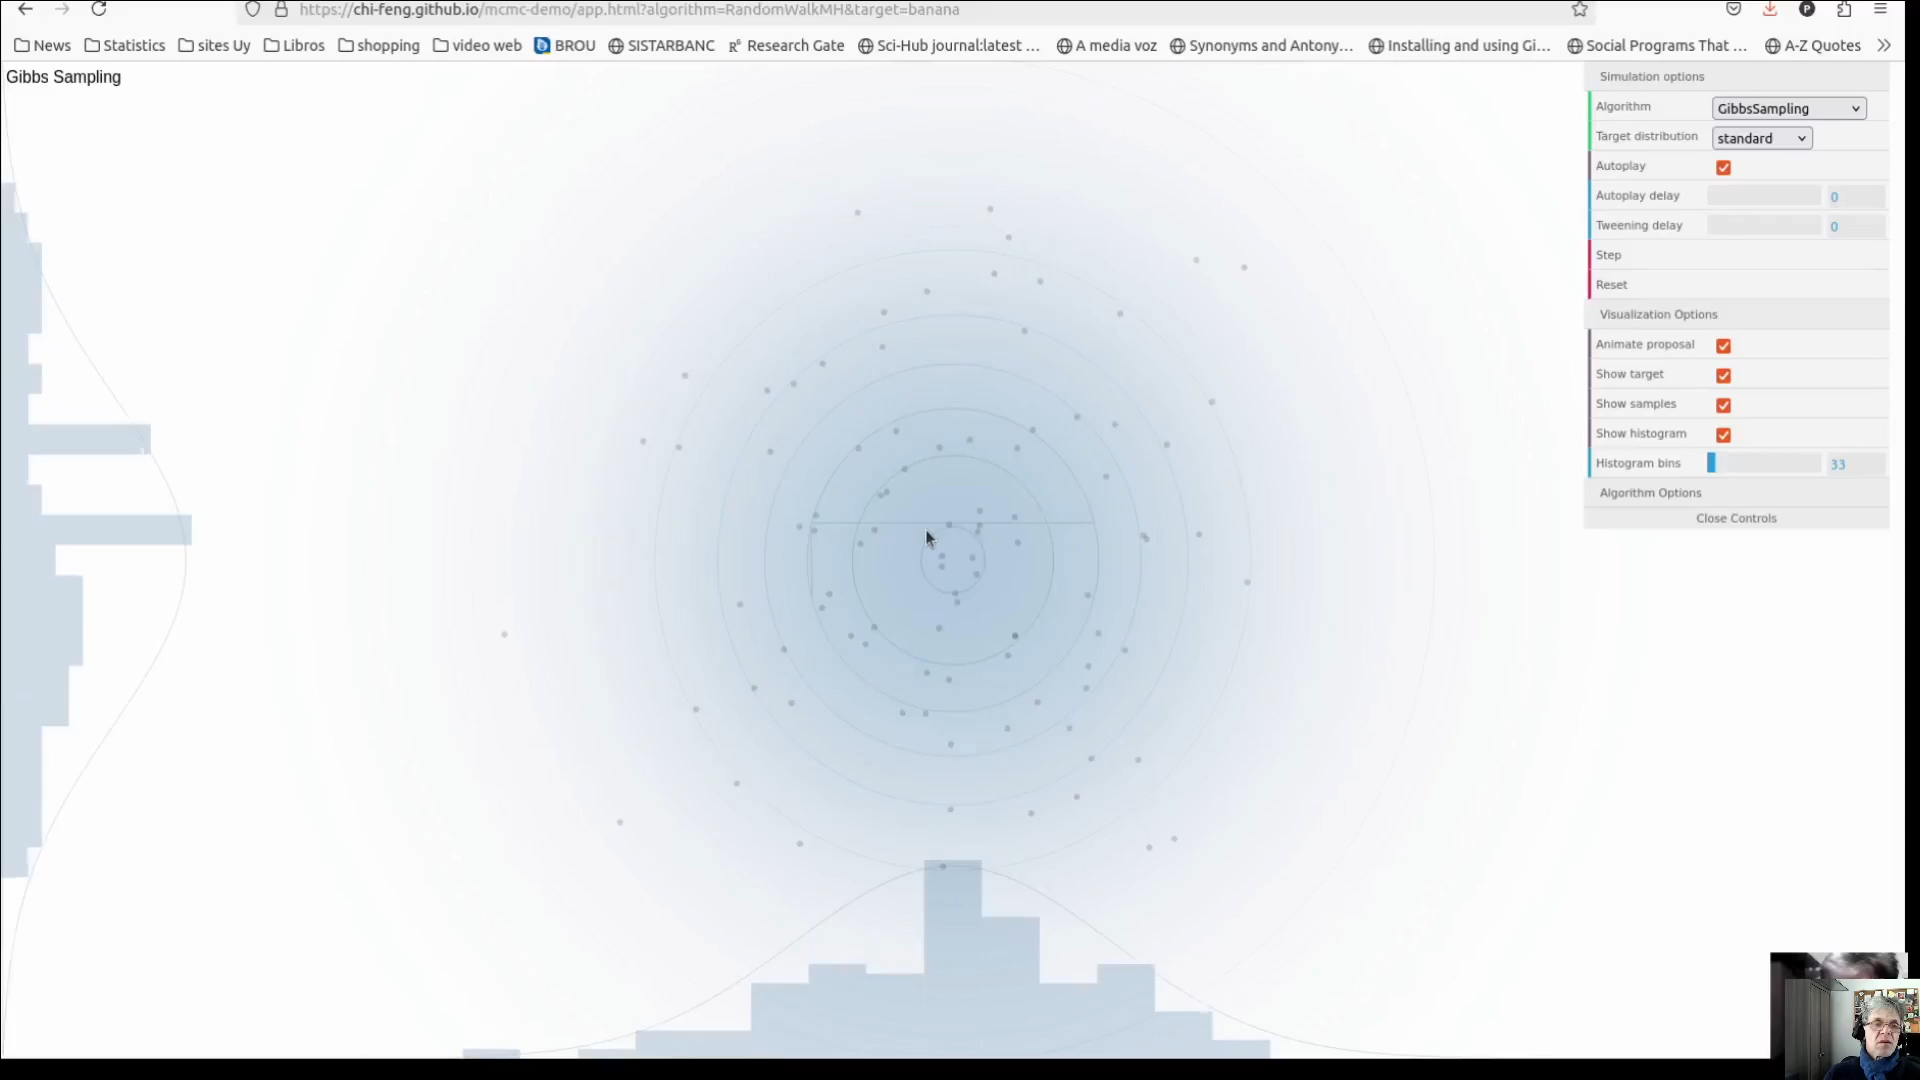 https://chi-feng.github.io/mcmc-demo/app.html?algorithm=RandomWalkMH&target=banana
News Statistics sites Uy Libros shopping video web BROU SISTARBANC Research Gate Sci-Hub journal:latest ... A media voz Synonyms and Antony... Installing and using Gi... Social Programs That ... A-Z Quotes
Gibbs Sampling
Simulation options
Algorithm GibbsSampling
Target distribution standard
Autoplay
Autoplay delay 0
Tweening delay 0
Step
Reset
Visualization Options
Animate proposal
Show target
Show samples
Show histogram
Histogram bins 33
Algorithm Options
Close Controls